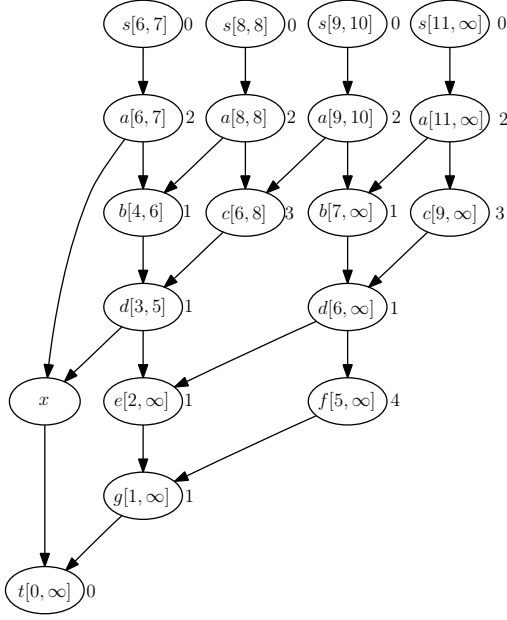 s[6, 7] 0 s[8, 8] 0 s[9, 10] 0 s[11, ∞] 0
a[6, 7] 2 a[8, 8] 2 a[9, 10] 2 a[11, ∞] 2
b[4, 6] 1 c[6, 8] 3 b[7, ∞] 1 c[9, ∞] 3
d[3, 5] 1 d[6, ∞] 1
x e[2, ∞] 1 f[5, ∞] 4
g[1, ∞] 1
t[0, ∞] 0